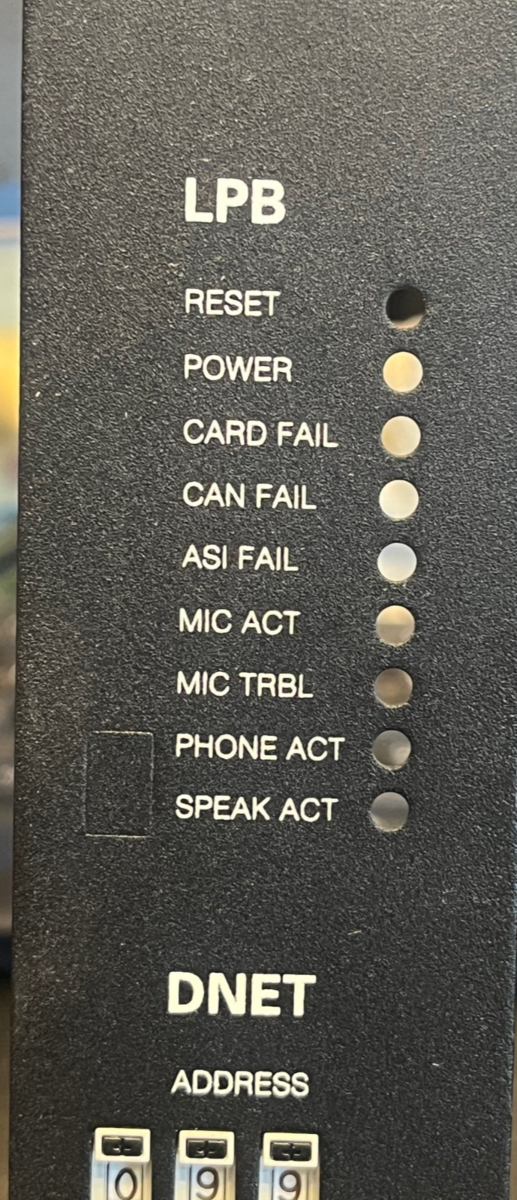 LPB
RESET
POWER
CARD FAIL
CAN FAIL
ASI FAIL
MIC ACT
MIC TRBL
PHONE ACT
SPEAK ACT
DNET
ADDRESS
0 9 9